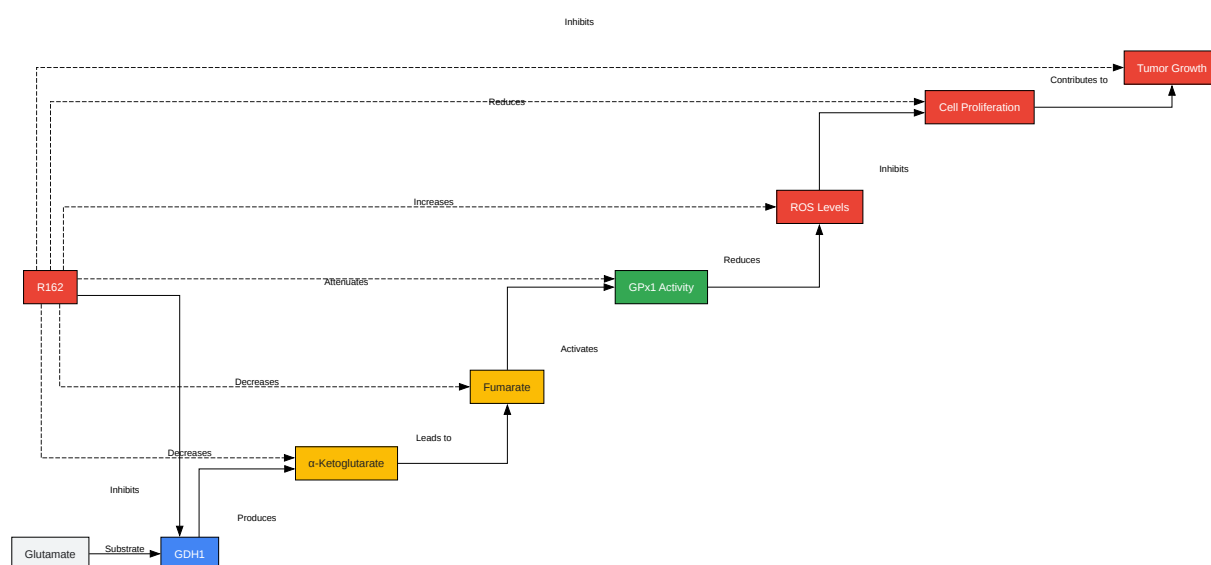 Inhibits
Tumor Growth
Contributes to
Reduces
Cell Proliferation
Inhibits
Increases
ROS Levels
Reduces
R162
Attenuates
GPx1 Activity
Activates
Decreases
Fumarate
Leads to
Decreases
α-Ketoglutarate
Inhibits
Produces
Glutamate
Substrate
GDH1